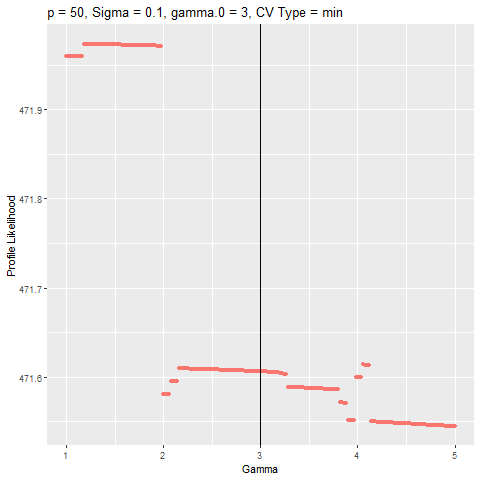 p = 50, Sigma = 0.1, gamma.0 = 3, CV Type = min
Profile Likelihood
471.9
471.8
471.7
471.6
1 2 3 4 5
Gamma